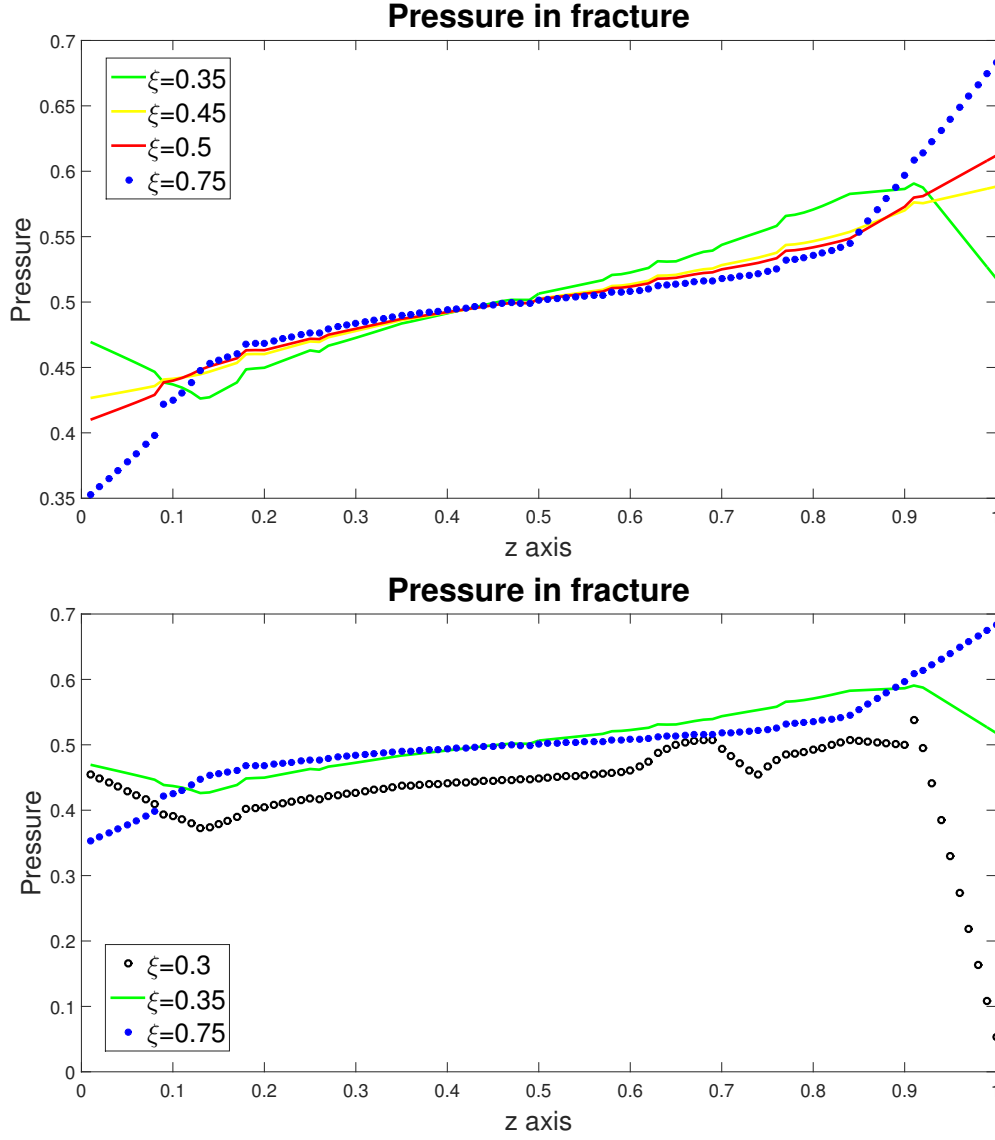 Pressure in fracture
0.7
0.65
0.6
0.55
0.5
0.45
0.4
0.35
Pressure
ξ=0.35
ξ=0.45
ξ=0.5
ξ=0.75
0 0.1 0.2 0.3 0.4 0.5 0.6 0.7 0.8 0.9 1
z axis
Pressure in fracture
0.7
0.6
0.5
0.4
0.3
0.2
0.1
0
Pressure
ξ=0.3
ξ=0.35
ξ=0.75
0 0.1 0.2 0.3 0.4 0.5 0.6 0.7 0.8 0.9 1
z axis